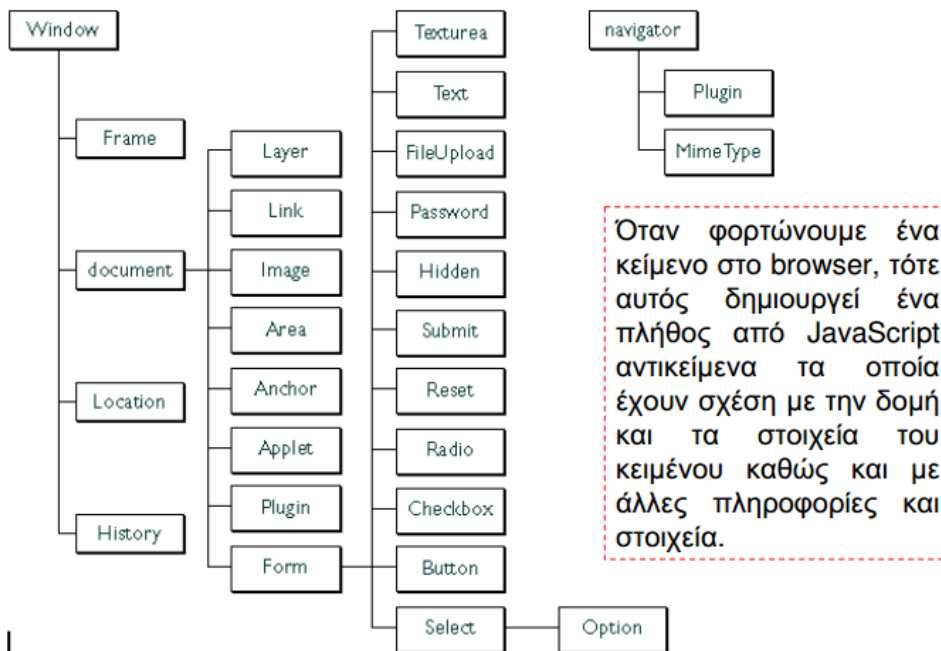 Window
Frame
document
Location
History
Layer
Link
Image
Area
Anchor
Applet
Plugin
Form
Texturea
Text
FileUpload
Password
Hidden
Submit
Reset
Radio
Checkbox
Button
Select
Option
navigator
Plugin
MimeType
Όταν φορτώνουμε ένα
κείμενο στο browser, τότε
αυτός δημιουργεί ένα
πλήθος από JavaScript
αντικείμενα τα οποία
έχουν σχέση με την δομή
και τα στοιχεία του
κειμένου καθώς και με
άλλες πληροφορίες και
στοιχεία.